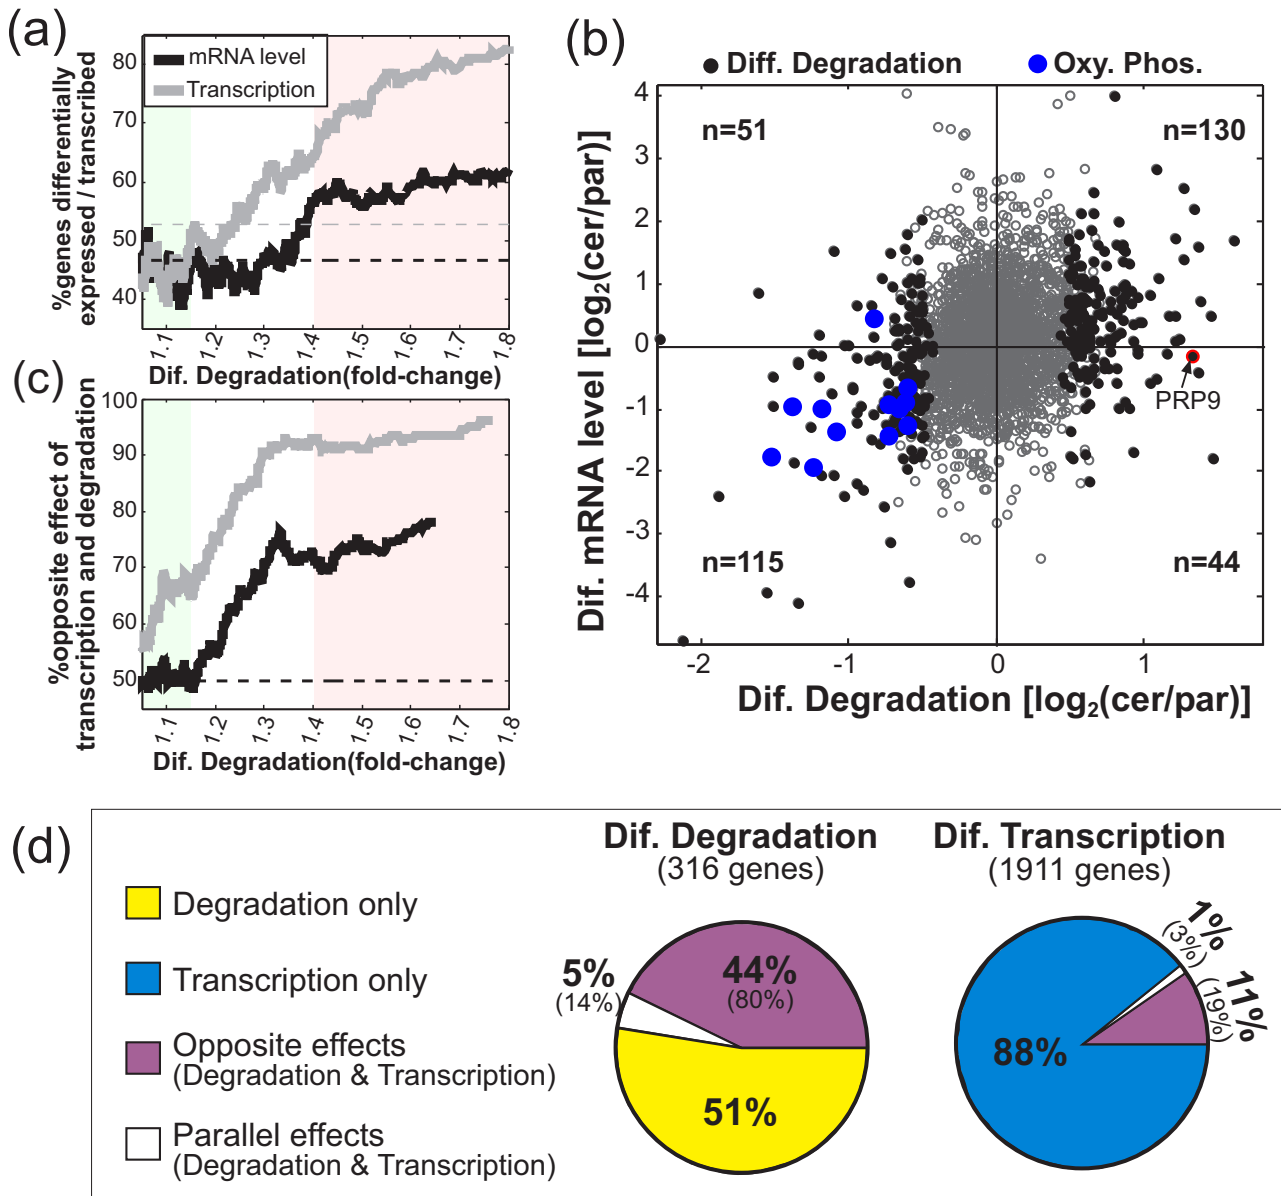 (a)
%genes differentially
expressed / transcribed
80
70
60
50
40
mRNA level
Transcription
1.1
1.2
1.3
1.4
1.5
1.6
1.7
1.8
Dif. Degradation(fold-change)
(b)
Diff. Degradation
Oxy. Phos.
Dif. mRNA level [log2(cer/par)]
4
3
2
1
0
-1
-2
-3
-4
n=51
n=130
n=115
n=44
PRP9
-2
-1
0
1
Dif. Degradation [log2(cer/par)]
(c)
%opposite effect of
transcription and degradation
100
90
80
70
60
50
1.1
1.2
1.3
1.4
1.5
1.6
1.7
1.8
Dif. Degradation(fold-change)
(d)
Degradation only
Transcription only
Opposite effects
(Degradation & Transcription)
Parallel effects
(Degradation & Transcription)
Dif. Degradation
(316 genes)
5%
(14%)
44%
(80%)
51%
Dif. Transcription
(1911 genes)
1%
(3%)
11%
(19%)
88%